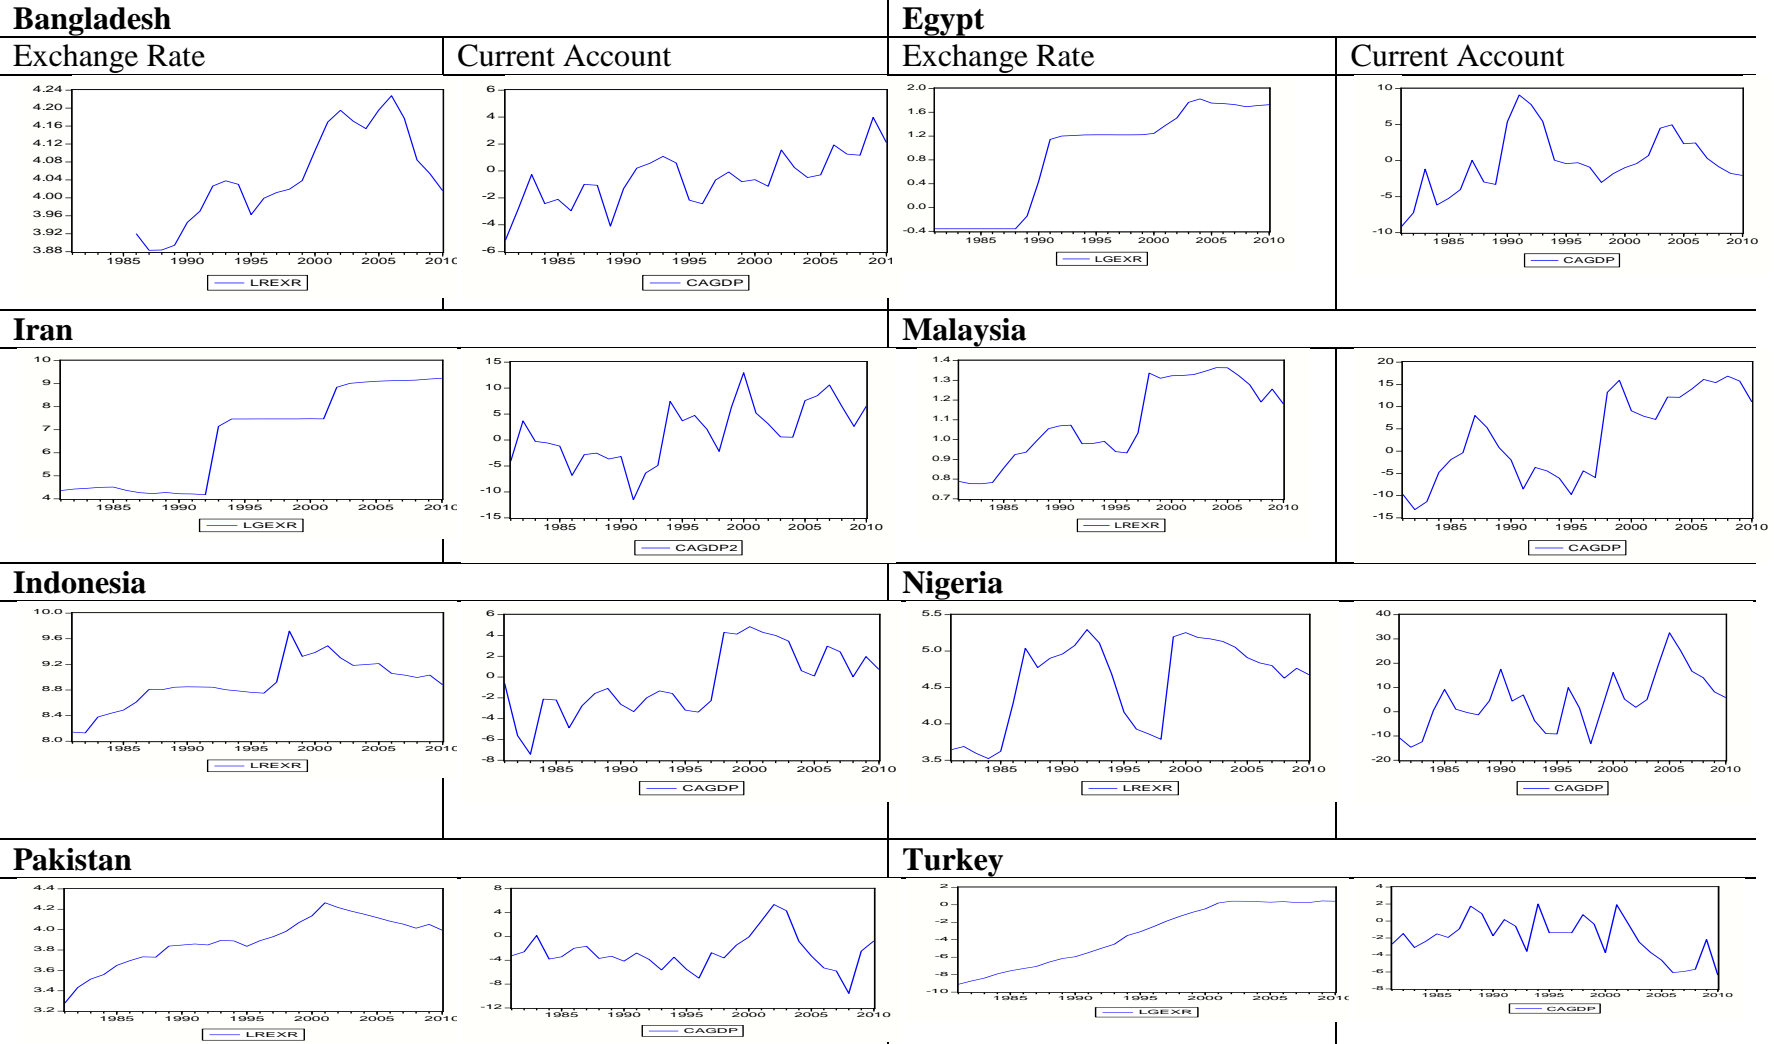 Bangladesh
Egypt
Exchange Rate
Current Account
Exchange Rate
Current Account
4.24
4.20
4.16
4.12
4.08
4.04
4.00
3.96
3.92
3.88
1985 1990 1995 2000 2005 201
LREXR
6
4
2
0
-2
-4
-6
1985 1990 1995 2000 2005 201
CAGDP
2.0
1.6
1.2
0.8
0.4
0.0
-0.4
1985 1990 1995 2000 2005 2010
LGEXR
10
5
0
-5
-10
1985 1990 1995 2000 2005 2010
CAGDP
Iran
Malaysia
10
9
8
7
6
5
4
1985 1990 1995 2000 2005 201
LGEXR
15
10
5
0
-5
-10
-15
1985 1990 1995 2000 2005 2010
CAGDP2
1.4
1.3
1.2
1.1
1.0
0.9
0.8
0.7
1985 1990 1995 2000 2005 2010
LREXR
20
15
10
5
0
-5
-10
-15
1985 1990 1995 2000 2005 2010
CAGDP
Indonesia
Nigeria
10.0
9.6
9.2
8.8
8.4
8.0
1985 1990 1995 2000 2005 201
LREXR
6
4
2
0
-2
-4
-6
-8
1985 1990 1995 2000 2005 2010
CAGDP
5.5
5.0
4.5
4.0
3.5
1985 1990 1995 2000 2005 2010
LREXR
40
30
20
10
0
-10
-20
1985 1990 1995 2000 2005 2010
CAGDP
Pakistan
Turkey
4.4
4.2
4.0
3.8
3.6
3.4
3.2
1985 1990 1995 2000 2005 201
LREXR
8
4
0
-4
-8
-12
1985 1990 1995 2000 2005 2010
CAGDP
2
0
-2
-4
-6
-8
-10
1985 1990 1995 2000 2005 201
LGEXR
4
2
0
-2
-4
-6
-8
1985 1990 1995 2000 2005 2010
CAGDP